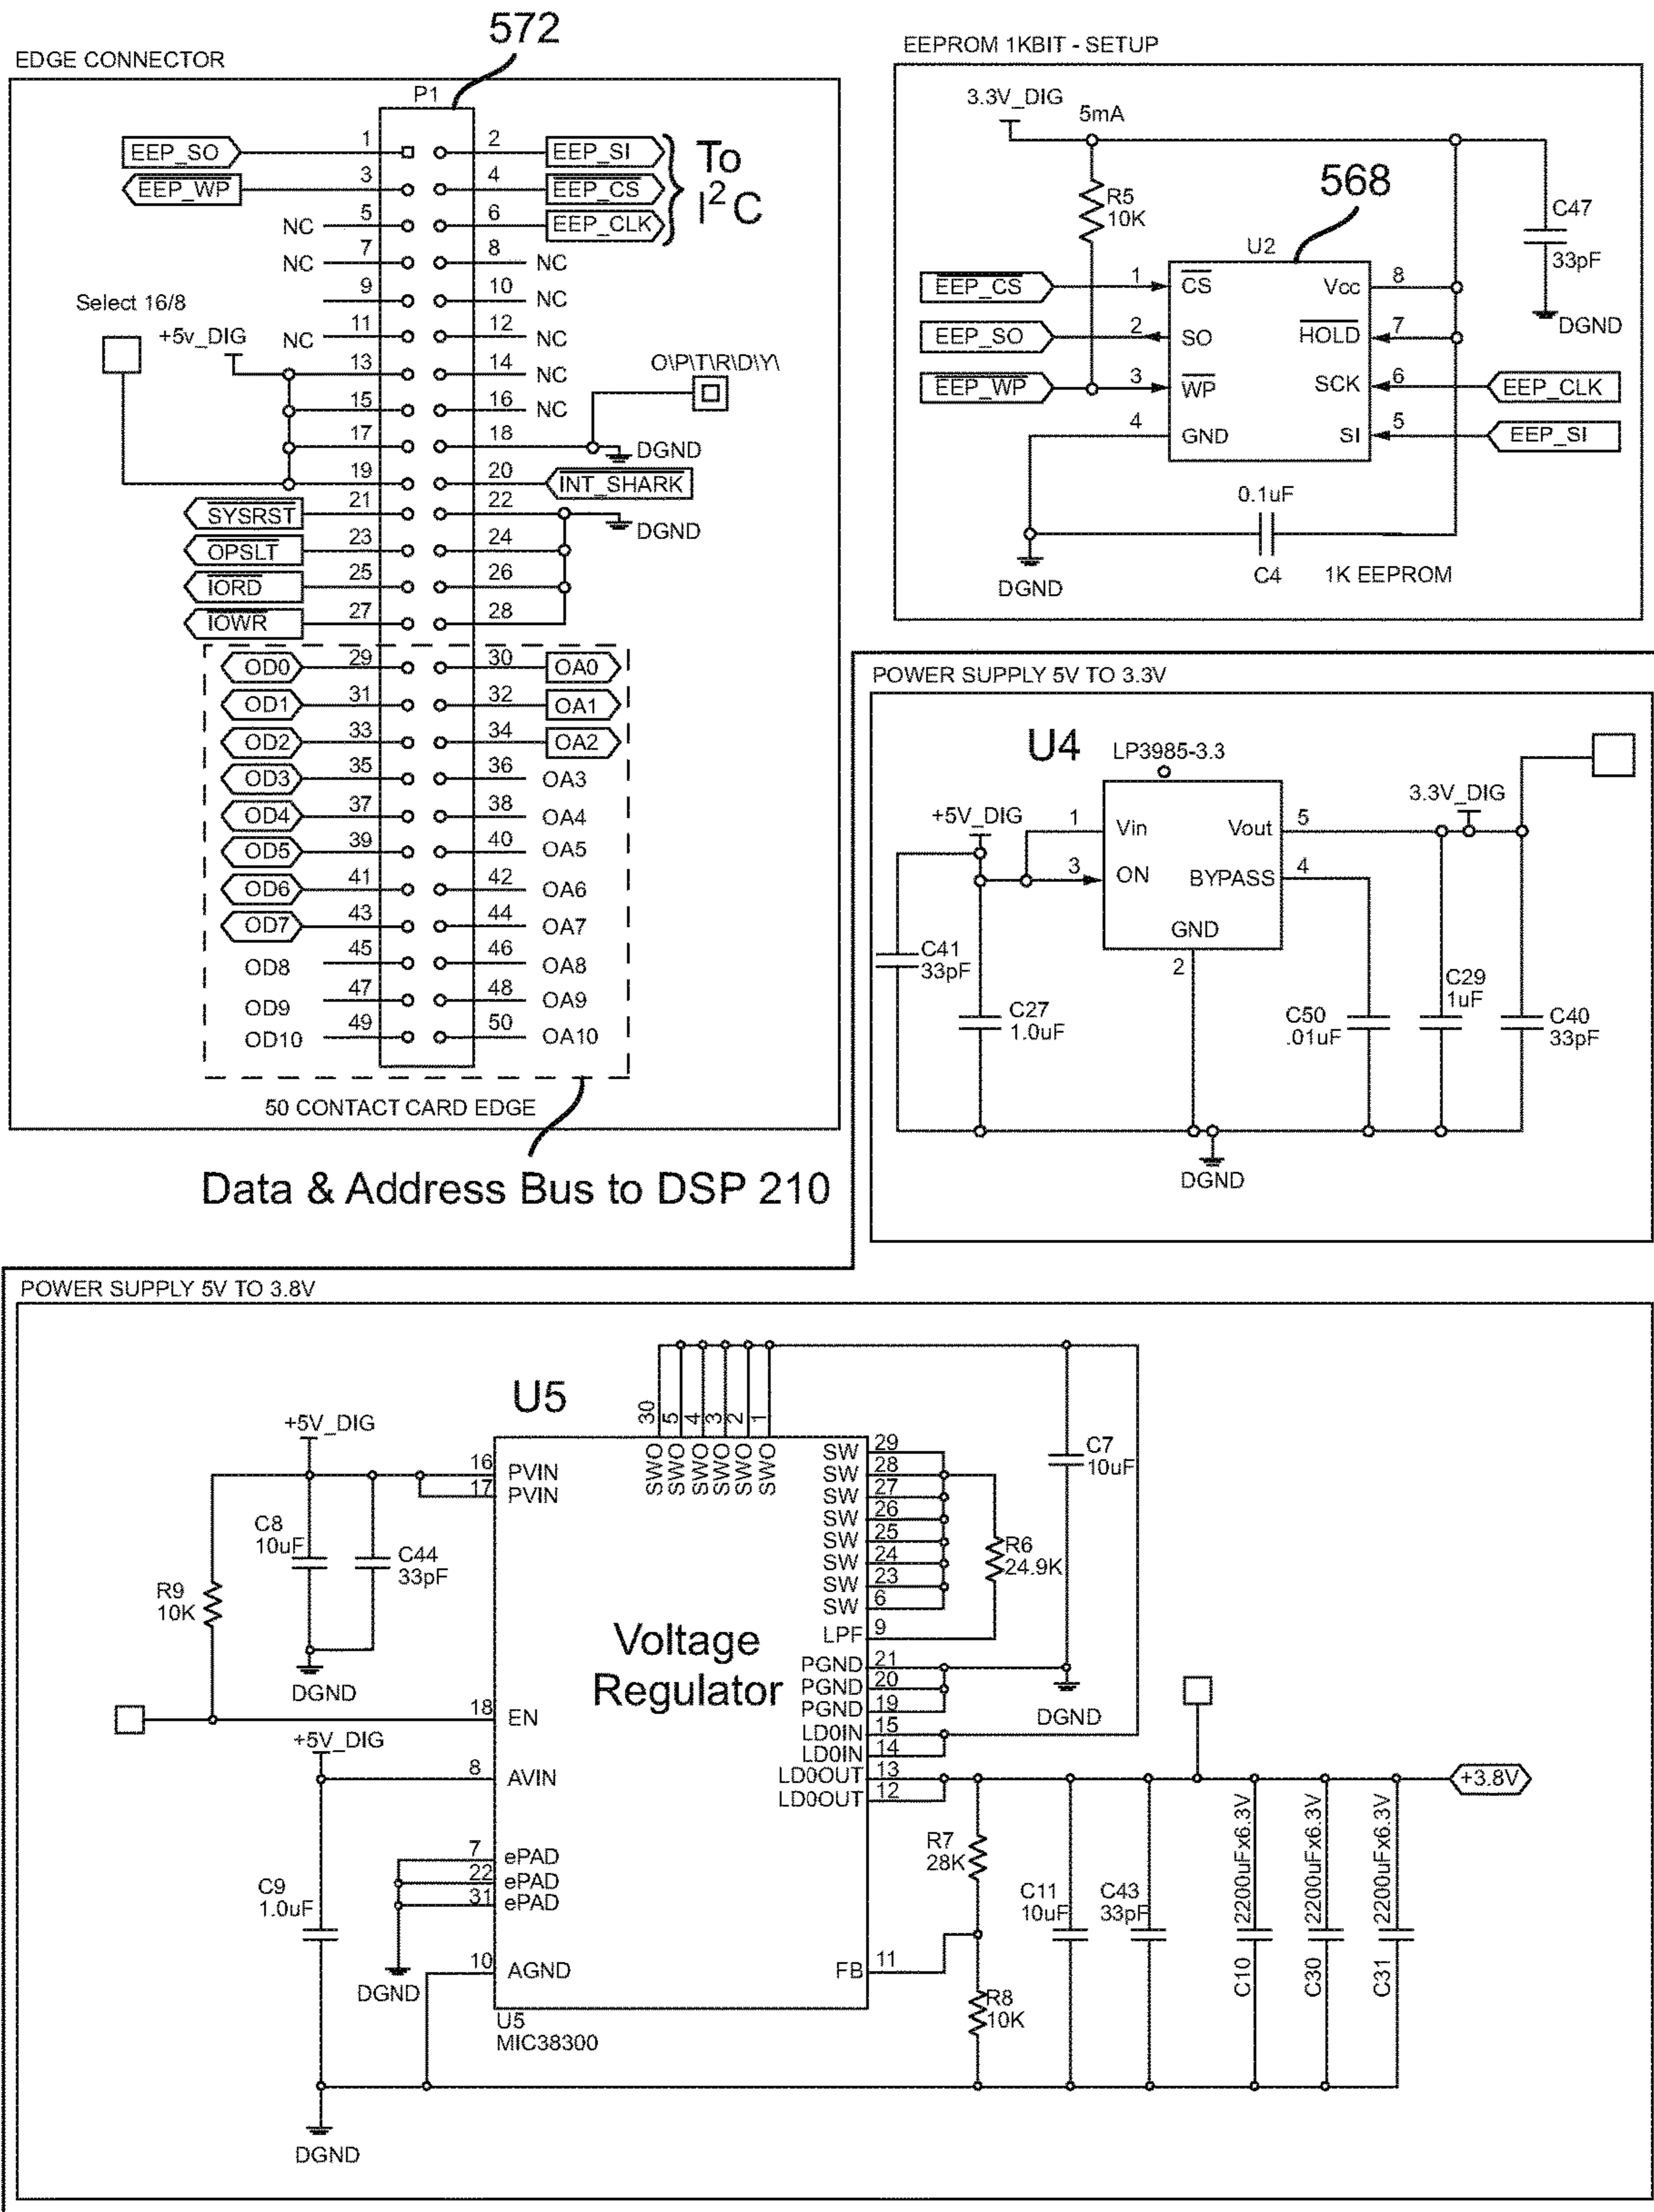 572
EDGE CONNECTOR
P1
EEP_SO 1 2 EEP_SI
EEP_WP 3 4 EEP_CS
NC 5 6 EEP_CLK
To
I2C
NC 7 8 NC
9 10 NC
Select 16/8
+5v_DIG
NC 11 12 NC
13 14 NC
O\P\T\R\D\Y\
15 16 NC
17 18 DGND
19 20 INT_SHARK
SYSRST 21 22 DGND
OPSLT 23 24
IORD 25 26
IOWR 27 28
OD0 29 30 OA0
OD1 31 32 OA1
OD2 33 34 OA2
OD3 35 36 OA3
OD4 37 38 OA4
OD5 39 40 OA5
OD6 41 42 OA6
OD7 43 44 OA7
OD8 45 46 OA8
OD9 47 48 OA9
OD10 49 50 OA10
50 CONTACT CARD EDGE
Data & Address Bus to DSP 210
EEPROM 1KBIT - SETUP
3.3V_DIG
5mA
568
R5
10K
C47
33pF
DGND
U2
EEP_CS 1 CS Vcc 8
EEP_SO 2 SO HOLD 7
EEP_WP 3 WP SCK 6 EEP_CLK
4 GND SI 5 EEP_SI
0.1uF
C4
DGND
1K EEPROM
POWER SUPPLY 5V TO 3.3V
U4
LP3985-3.3
+5V_DIG
3.3V_DIG
1 Vin Vout 5
3 ON BYPASS 4
GND
2
C41
33pF
C27
1.0uF
C50
.01uF
C29
1uF
C40
33pF
DGND
POWER SUPPLY 5V TO 3.8V
U5
+5V_DIG
30 5 4 3 2 1
SWO SWO SWO SWO SWO SWO
C7
10uF
16 PVIN
17 PVIN
C8
10uF
C44
33pF
R9
10K
DGND
SW 29
SW 28
SW 27
SW 26
SW 25
SW 24
SW 23
SW 6
R6
24.9K
LPF 9
Voltage
Regulator
PGND 21
PGND 20
PGND 19
DGND
18 EN
LD0IN 15
LD0IN 14
+5V_DIG
8 AVIN
LD0OUT 13
LD0OUT 12
+3.8V
7 ePAD
22 ePAD
31 ePAD
C9
1.0uF
DGND
10 AGND
FB 11
R7
28K
R8
10K
C11
10uF
C43
33pF
C10 2200uFx6.3V
C30 2200uFx6.3V
C31 2200uFx6.3V
U5
MIC38300
DGND